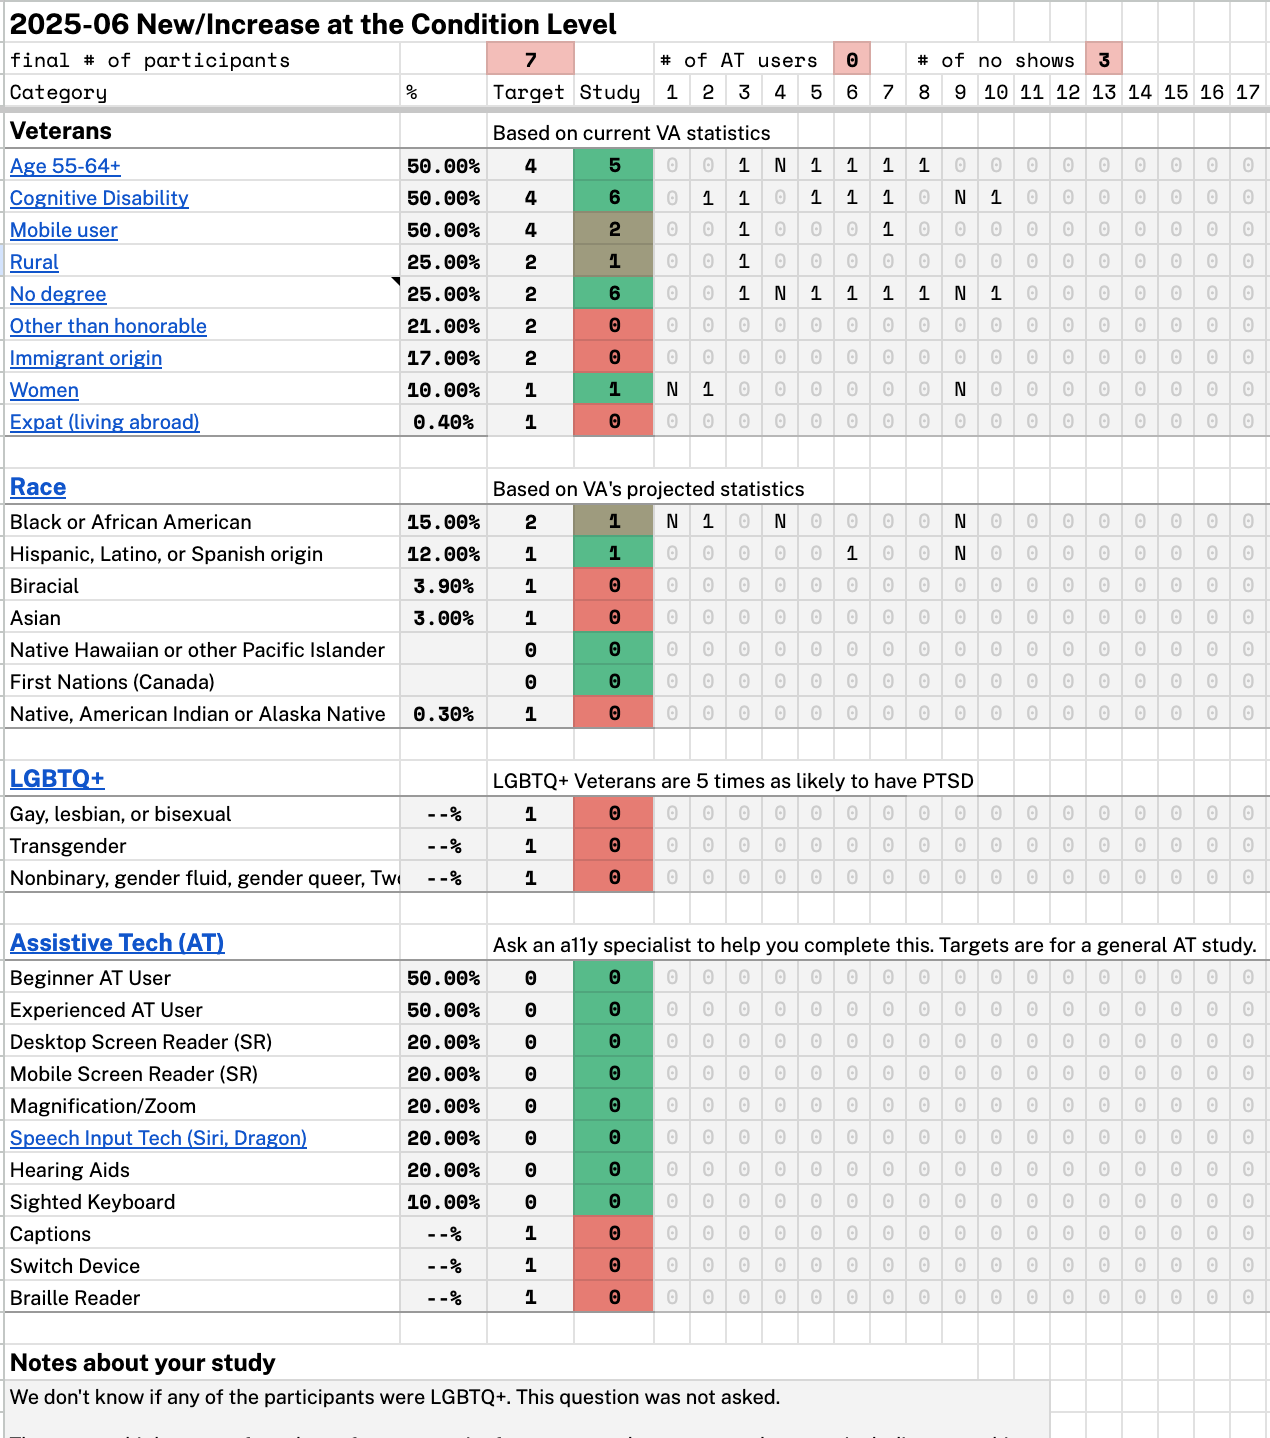 2025-06 New/Increase at the Condition Level
final # of participants 7 # of AT users 0 # of no shows 3
Category % Target Study 1 2 3 4 5 6 7 8 9 10 11 12 13 14 15 16 17
Veterans Based on current VA statistics
Age 55-64+ 50.00% 4 5 0 0 1 N 1 1 1 1 0 0 0 0 0 0 0 0 0
Cognitive Disability 50.00% 4 6 0 1 1 0 1 1 1 0 N 1 0 0 0 0 0 0 0
Mobile user 50.00% 4 2 0 0 1 0 0 0 1 0 0 0 0 0 0 0 0 0 0
Rural 25.00% 2 1 0 0 1 0 0 0 0 0 0 0 0 0 0 0 0 0 0
No degree 25.00% 2 6 0 0 1 N 1 1 1 1 N 1 0 0 0 0 0 0 0
Other than honorable 21.00% 2 0 0 0 0 0 0 0 0 0 0 0 0 0 0 0 0 0 0
Immigrant origin 17.00% 2 0 0 0 0 0 0 0 0 0 0 0 0 0 0 0 0 0 0
Women 10.00% 1 1 N 1 0 0 0 0 0 0 N 0 0 0 0 0 0 0 0
Expat (living abroad) 0.40% 1 0 0 0 0 0 0 0 0 0 0 0 0 0 0 0 0 0 0
Race Based on VA's projected statistics
Black or African American 15.00% 2 1 N 1 0 N 0 0 0 0 N 0 0 0 0 0 0 0 0
Hispanic, Latino, or Spanish origin 12.00% 1 1 0 0 0 0 0 1 0 0 N 0 0 0 0 0 0 0 0
Biracial 3.90% 1 0 0 0 0 0 0 0 0 0 0 0 0 0 0 0 0 0 0
Asian 3.00% 1 0 0 0 0 0 0 0 0 0 0 0 0 0 0 0 0 0 0
Native Hawaiian or other Pacific Islander 0 0 0 0 0 0 0 0 0 0 0 0 0 0 0 0 0 0 0
First Nations (Canada) 0 0 0 0 0 0 0 0 0 0 0 0 0 0 0 0 0 0 0
Native, American Indian or Alaska Native 0.30% 1 0 0 0 0 0 0 0 0 0 0 0 0 0 0 0 0 0 0
LGBTQ+ LGBTQ+ Veterans are 5 times as likely to have PTSD
Gay, lesbian, or bisexual --% 1 0 0 0 0 0 0 0 0 0 0 0 0 0 0 0 0 0 0
Transgender --% 1 0 0 0 0 0 0 0 0 0 0 0 0 0 0 0 0 0 0
Nonbinary, gender fluid, gender queer, --% 1 0 0 0 0 0 0 0 0 0 0 0 0 0 0 0 0 0 0
Assistive Tech (AT) Ask an a11y specialist to help you complete this. Targets are for a general AT study.
Beginner AT User 50.00% 0 0 0 0 0 0 0 0 0 0 0 0 0 0 0 0 0 0 0
Experienced AT User 50.00% 0 0 0 0 0 0 0 0 0 0 0 0 0 0 0 0 0 0 0
Desktop Screen Reader (SR) 20.00% 0 0 0 0 0 0 0 0 0 0 0 0 0 0 0 0 0 0 0
Mobile Screen Reader (SR) 20.00% 0 0 0 0 0 0 0 0 0 0 0 0 0 0 0 0 0 0 0
Magnification/Zoom 20.00% 0 0 0 0 0 0 0 0 0 0 0 0 0 0 0 0 0 0 0
Speech Input Tech (Siri, Dragon) 20.00% 0 0 0 0 0 0 0 0 0 0 0 0 0 0 0 0 0 0 0
Hearing Aids 20.00% 0 0 0 0 0 0 0 0 0 0 0 0 0 0 0 0 0 0 0
Sighted Keyboard 10.00% 0 0 0 0 0 0 0 0 0 0 0 0 0 0 0 0 0 0 0
Captions --% 1 0 0 0 0 0 0 0 0 0 0 0 0 0 0 0 0 0 0
Switch Device --% 1 0 0 0 0 0 0 0 0 0 0 0 0 0 0 0 0 0 0
Braille Reader --% 1 0 0 0 0 0 0 0 0 0 0 0 0 0 0 0 0 0 0
Notes about your study
We don't know if any of the participants were LGBTQ+. This question was not asked.